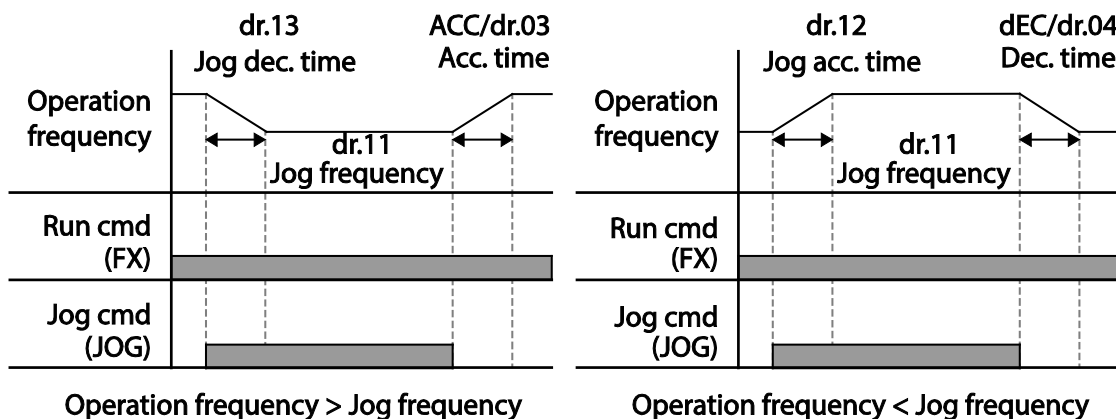 dr.13
Jog dec. time
ACC/dr.03
Acc. time
Operation
frequency
dr.11
Jog frequency
Run cmd
(FX)
Jog cmd
(JOG)
Operation frequency > Jog frequency
dr.12
Jog acc. time
dEC/dr.04
Dec. time
Operation
frequency
dr.11
Jog frequency
Run cmd
(FX)
Jog cmd
(JOG)
Operation frequency < Jog frequency